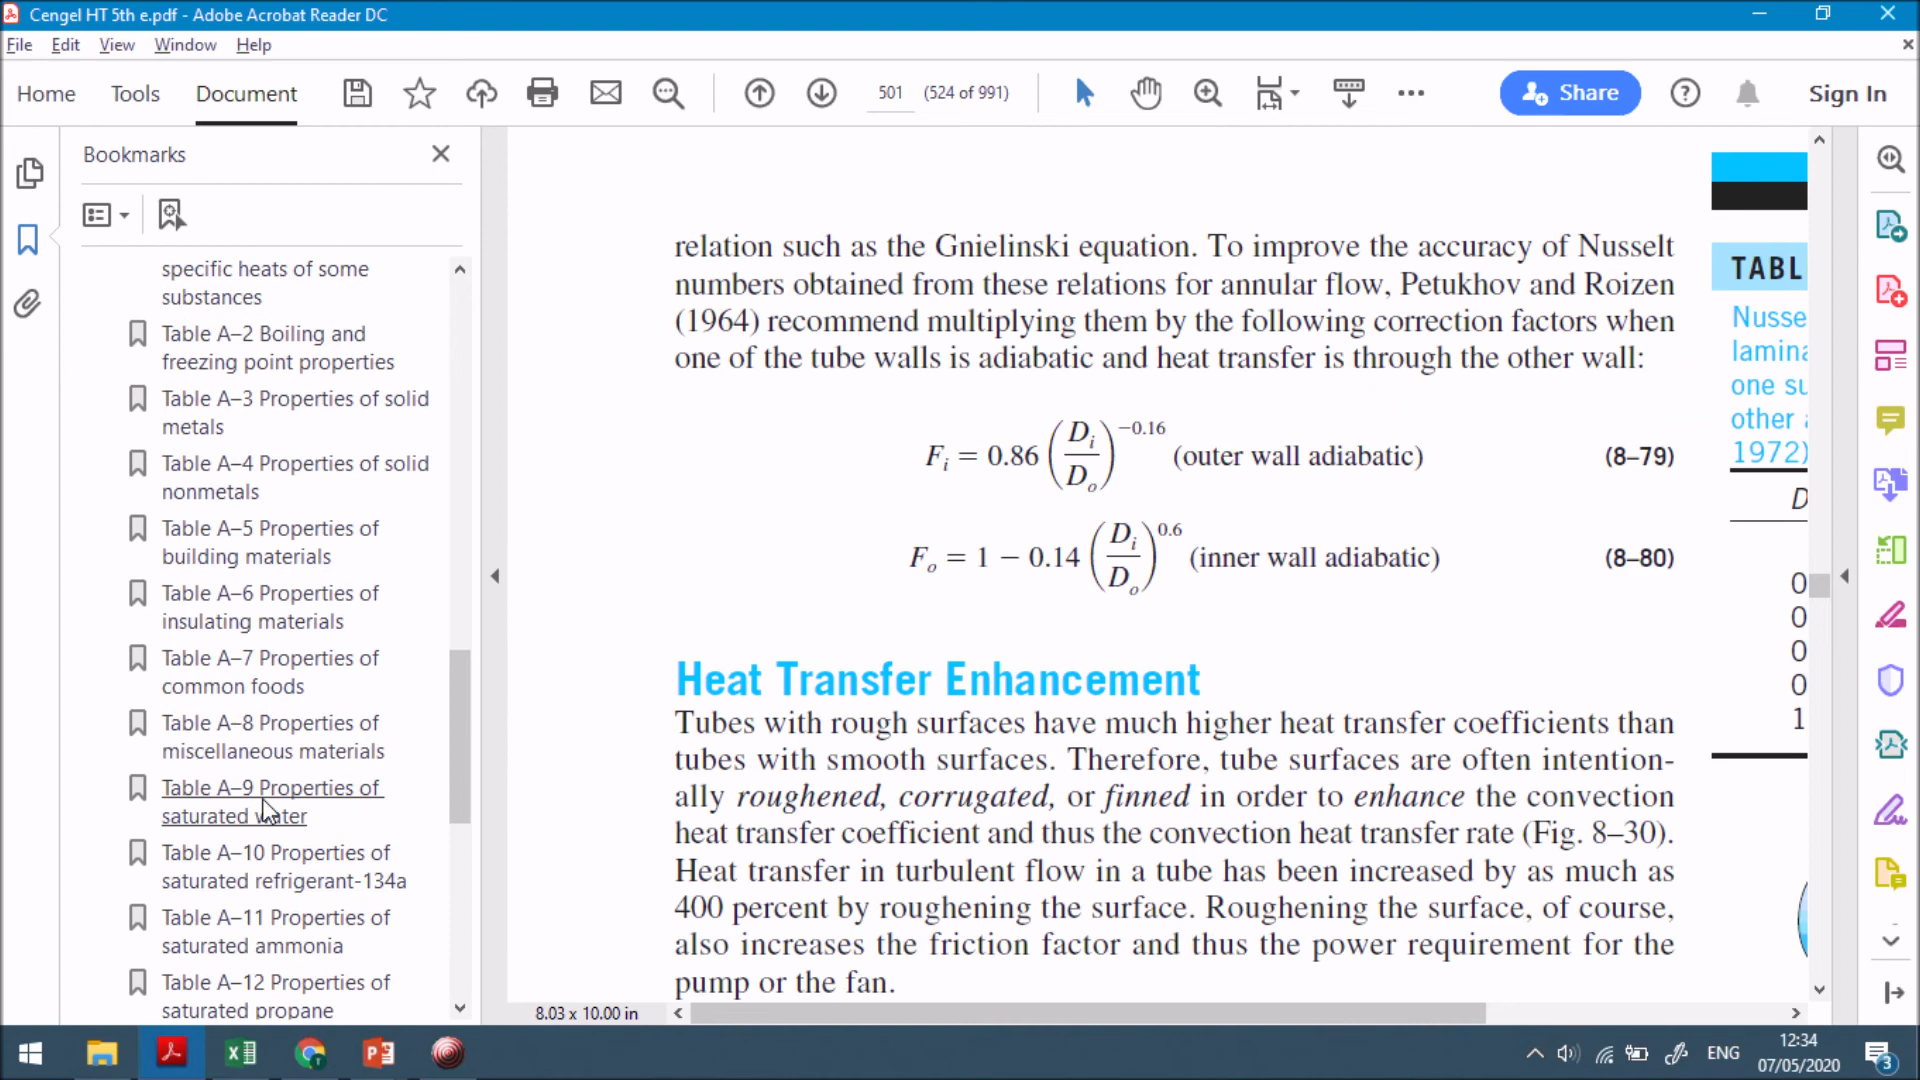 Cengel HT 5th e.pdf - Adobe Acrobat Reader DC
File Edit View Window Help
Home Tools Document 501 (524 of 991) Share Sign In
Bookmarks
specific heats of some
substances
Table A–2 Boiling and
freezing point properties
Table A–3 Properties of solid
metals
Table A–4 Properties of solid
nonmetals
Table A–5 Properties of
building materials
Table A–6 Properties of
insulating materials
Table A–7 Properties of
common foods
Table A–8 Properties of
miscellaneous materials
Table A–9 Properties of
saturated water
Table A–10 Properties of
saturated refrigerant-134a
Table A–11 Properties of
saturated ammonia
Table A–12 Properties of
saturated propane
relation such as the Gnielinski equation. To improve the accuracy of Nusselt
numbers obtained from these relations for annular flow, Petukhov and Roizen
(1964) recommend multiplying them by the following correction factors when
one of the tube walls is adiabatic and heat transfer is through the other wall:
F_i = 0.86 (D_i/D_o)^−0.16 (outer wall adiabatic) (8–79)
F_o = 1 − 0.14 (D_i/D_o)^0.6 (inner wall adiabatic) (8–80)
Heat Transfer Enhancement
Tubes with rough surfaces have much higher heat transfer coefficients than
tubes with smooth surfaces. Therefore, tube surfaces are often intention-
ally roughened, corrugated, or finned in order to enhance the convection
heat transfer coefficient and thus the convection heat transfer rate (Fig. 8–30).
Heat transfer in turbulent flow in a tube has been increased by as much as
400 percent by roughening the surface. Roughening the surface, of course,
also increases the friction factor and thus the power requirement for the
pump or the fan.
TABL
Nusse
lamina
one su
other
1972)
D
0
0
0
0
1
8.03 x 10.00 in
ENG
12:34
07/05/2020
3